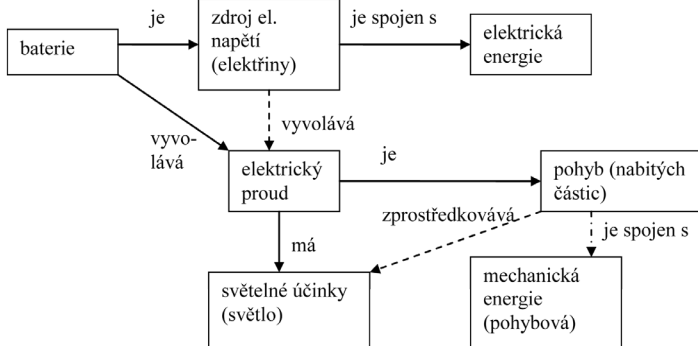 baterie
je
zdroj el.
napětí
(elektřiny)
je spojen s
elektrická
energie
vyvo-
lává
vyvolává
elektrický
proud
je
pohyb (nabitých
částic)
zprostředkovává
je spojen s
má
světelné účinky
(světlo)
mechanická
energie
(pohybová)